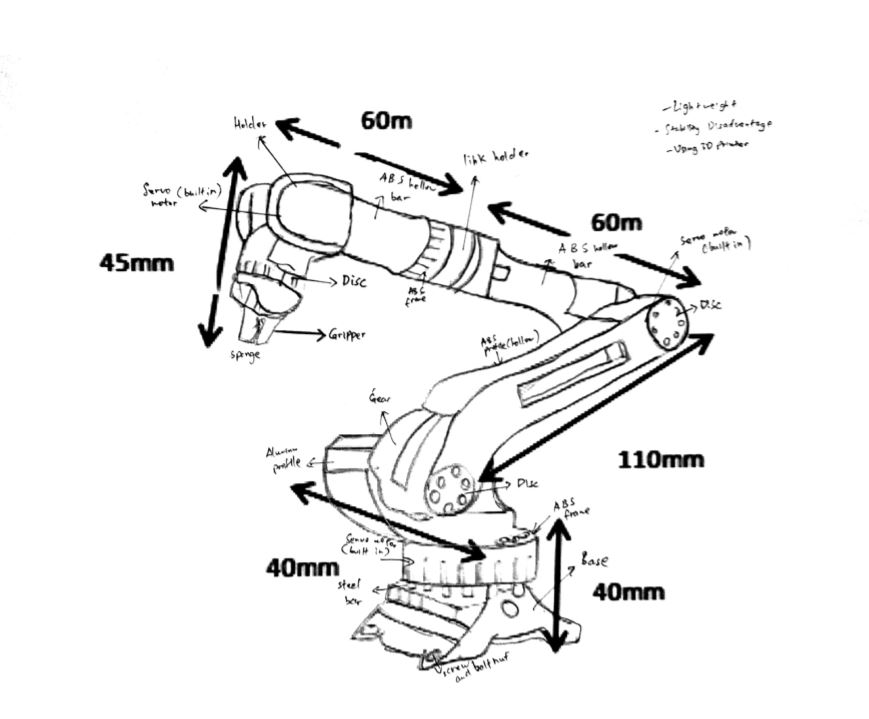 - Lightweight
- Stability Disadvantage
- Using 3D printer
60m
Holder
link holder
ABS hollow
bar
Servo (built in)
motor
60m
Servo motor
(built in)
ABS hollow
bar
45mm
Disc
ABS
frame
Disc
Gripper
sponge
ABS
profile (hollow)
Gear
110mm
profile
Disc
ABS
frame
Servo motor
(built in)
40mm
Base
40mm
steel
bar
screw
and bolt nut